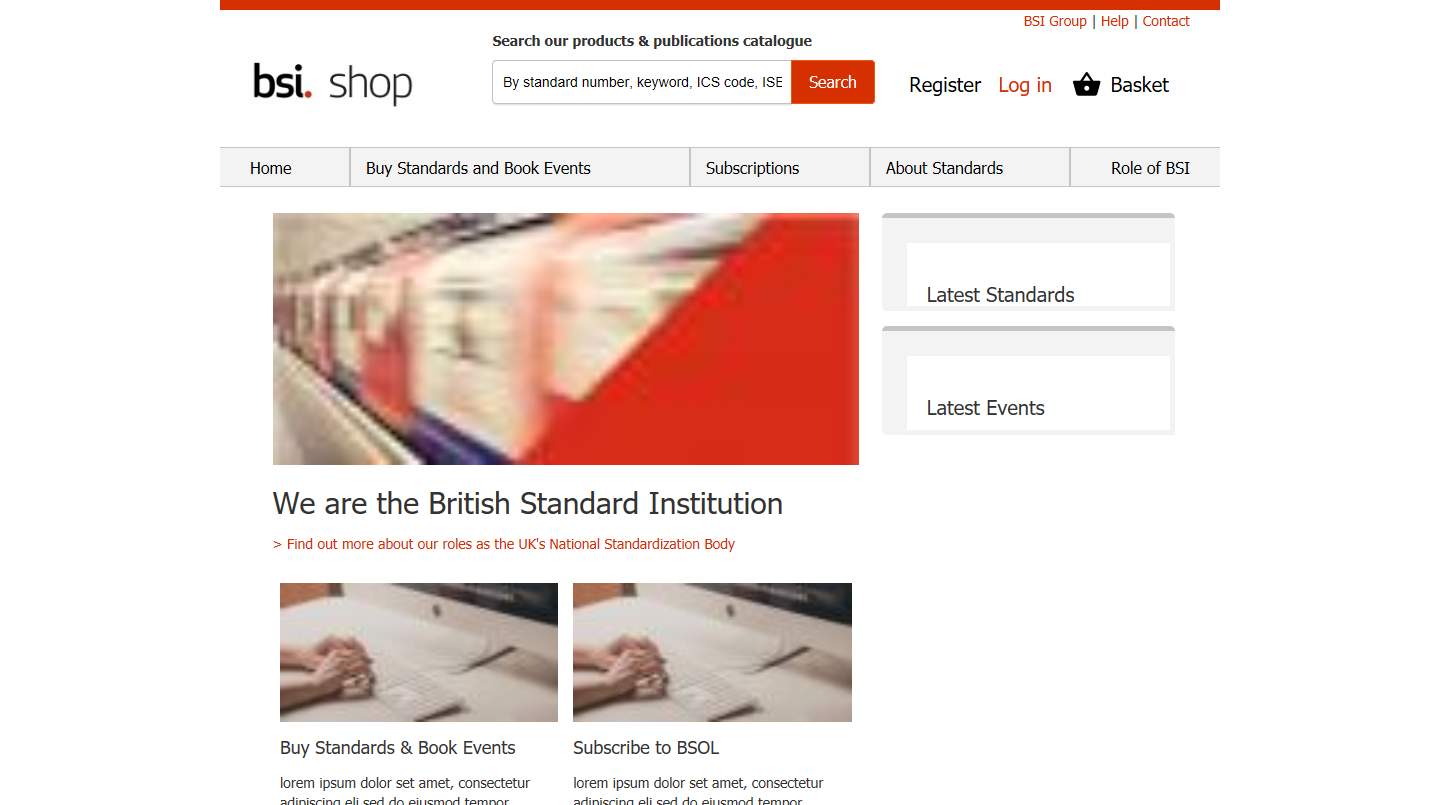 BSI Group | Help | Contact
Search our products & publications catalogue
bsi. shop
By standard number, keyword, ICS code, ISE
Search
Register
Log in
Basket
Home
Buy Standards and Book Events
Subscriptions
About Standards
Role of BSI
Latest Standards
Latest Events
We are the British Standard Institution
> Find out more about our roles as the UK's National Standardization Body
Buy Standards & Book Events
lorem ipsum dolor set amet, consectetur
adipiscing eli sed do eiusmod tempor
Subscribe to BSOL
lorem ipsum dolor set amet, consectetur
adipiscing eli sed do eiusmod tempor